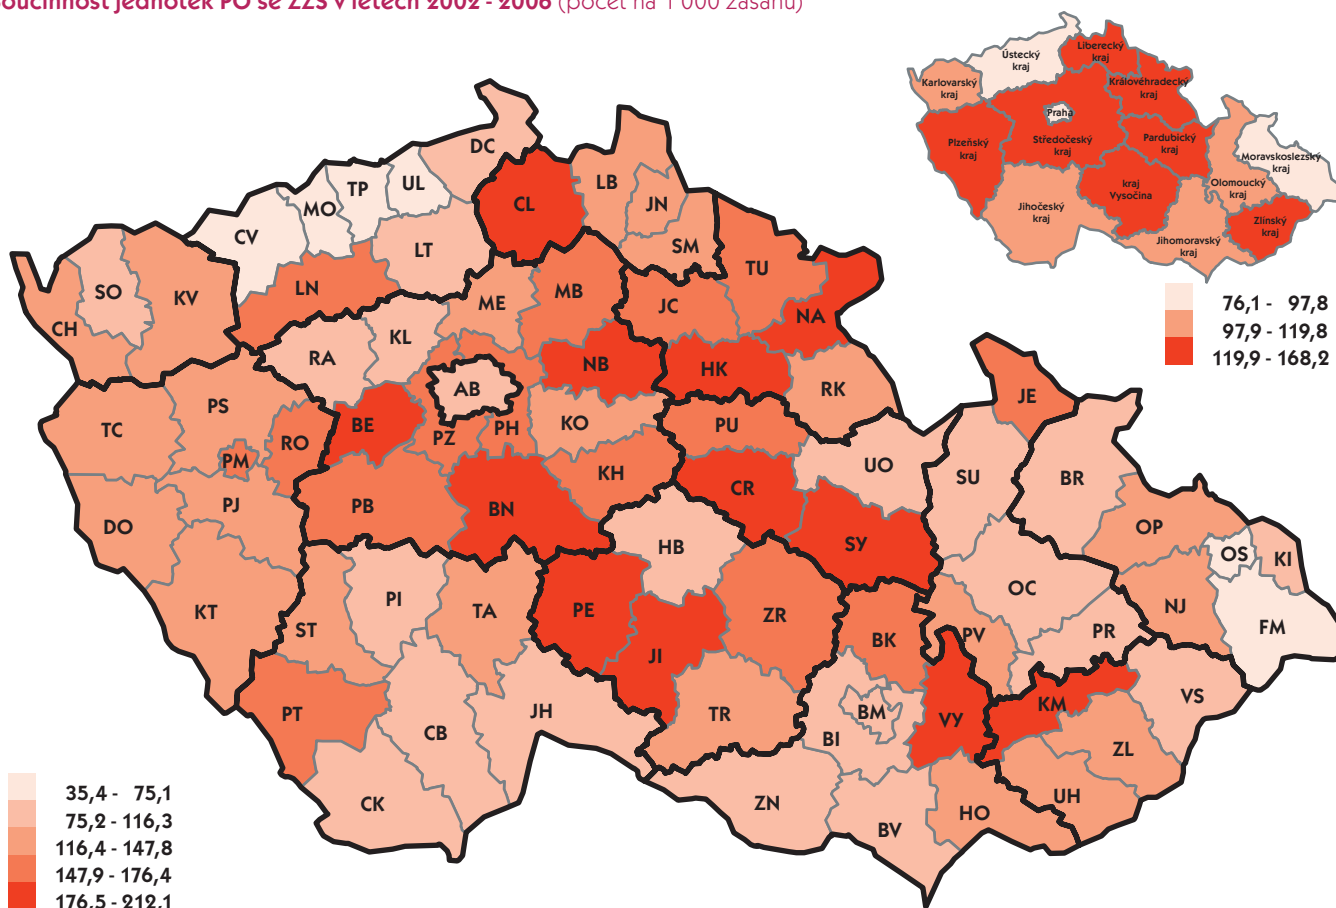 součinnost jednotek PO se ZZS v letech 2002 - 2006 (počet na 1 000 zásahů)
Ústecký
kraj
Liberecký
kraj
Karlovarský
kraj
Královéhradecký
kraj
Praha
Plzeňský
kraj
Středočeský
kraj
Pardubický
kraj
Moravskoslezský
kraj
kraj
Vysočina
Olomoucký
kraj
Jihočeský
kraj
Zlínský
kraj
Jihomoravský
kraj
76,1 - 97,8
97,9 - 119,8
119,9 - 168,2
DC
TP
UL
LB
MO
CL
JN
CV
LT
SM
TU
SO
KV
LN
MB
ME
JC
CH
NA
KL
RA
NB
HK
AB
RK
JE
PS
TC
BE
KO
PU
PH
PZ
RO
PM
UO
KH
SU
BR
CR
PJ
PB
BN
DO
OP
SY
HB
OS
KI
OC
PI
TA
PE
KT
ZR
NJ
ST
FM
PV
PR
BK
JI
VS
KM
PT
JH
TR
BM
VY
CB
BI
ZL
UH
CK
ZN
HO
BV
35,4 - 75,1
75,2 - 116,3
116,4 - 147,8
147,9 - 176,4
176,5 - 212,1